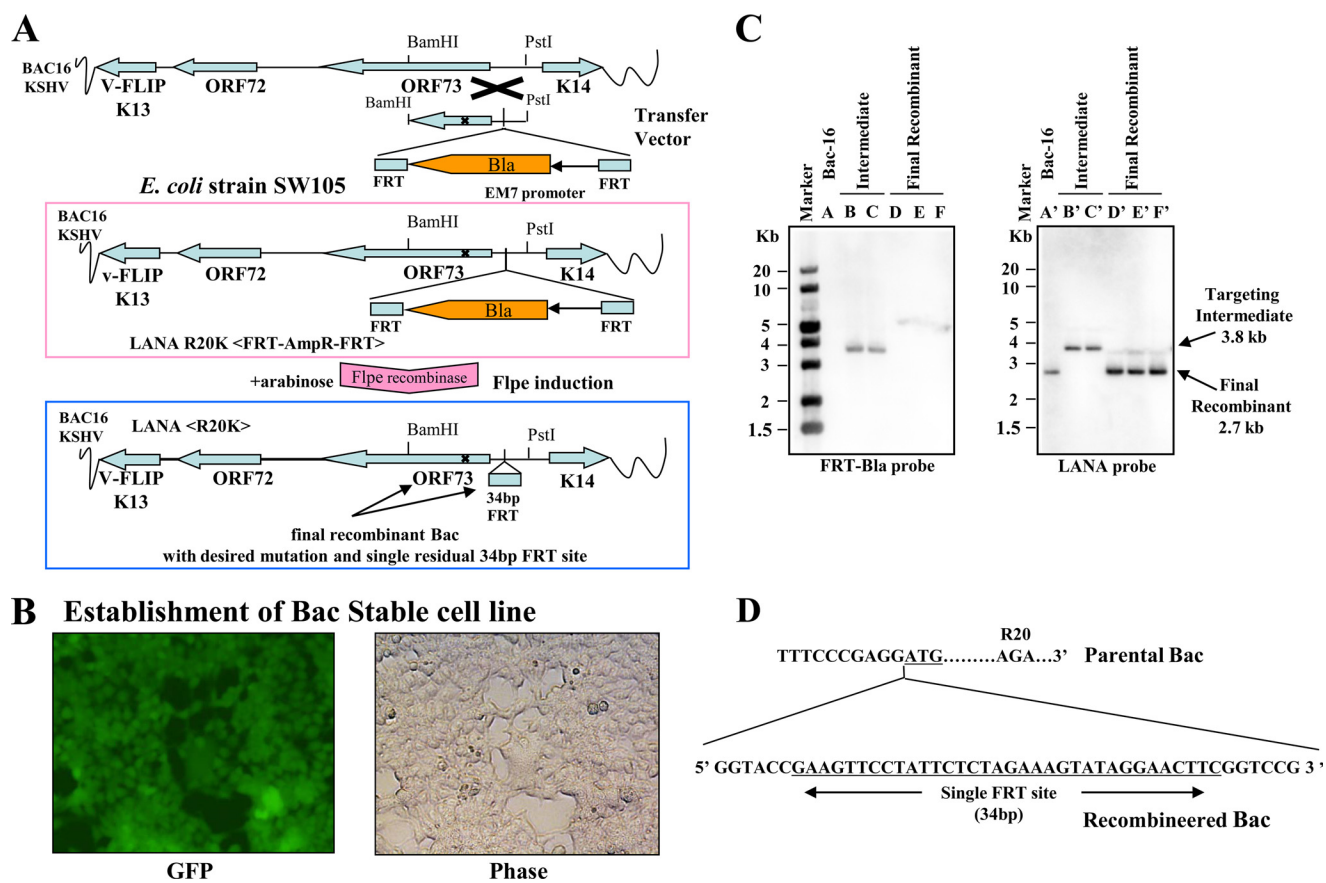 A
BamHI
PstI
BAC16
KSHV
V-FLIP
K13
ORF72
ORF73
K14
BamHI
PstI
Transfer
Vector
Bla
FRT
FRT
EM7 promoter
E. coli strain SW105
BAC16
KSHV
BamHI
PstI
v-FLIP
K13
ORF72
ORF73
K14
Bla
FRT
FRT
LANA R20K <FRT-AmpR-FRT>
+arabinose
Flpe recombinase
Flpe induction
BAC16
KSHV
LANA <R20K>
BamHI
PstI
V-FLIP
K13
ORF72
ORF73
K14
34bp
FRT
final recombinant Bac
with desired mutation and single residual 34bp FRT site
B Establishment of Bac Stable cell line
GFP
Phase
C
Marker
Bac-16
Intermediate
Final Recombinant
A B C D E F
Kb
20
10
5
4
3
2
1.5
FRT-Bla probe
Marker
Bac-16
Intermediate
Final Recombinant
A' B' C' D' E' F'
Kb
20
10
5
4
3
2
1.5
LANA probe
Targeting
Intermediate
3.8 kb
Final
Recombinant
2.7 kb
D
R20
TTTCCCGAGGATG.........AGA...3' Parental Bac
5' GGTACCGAAGTTCCTATTCTCTAGAAAGTATAGGAACTTCGGTCCG 3 '
Single FRT site
(34bp)
Recombineered Bac